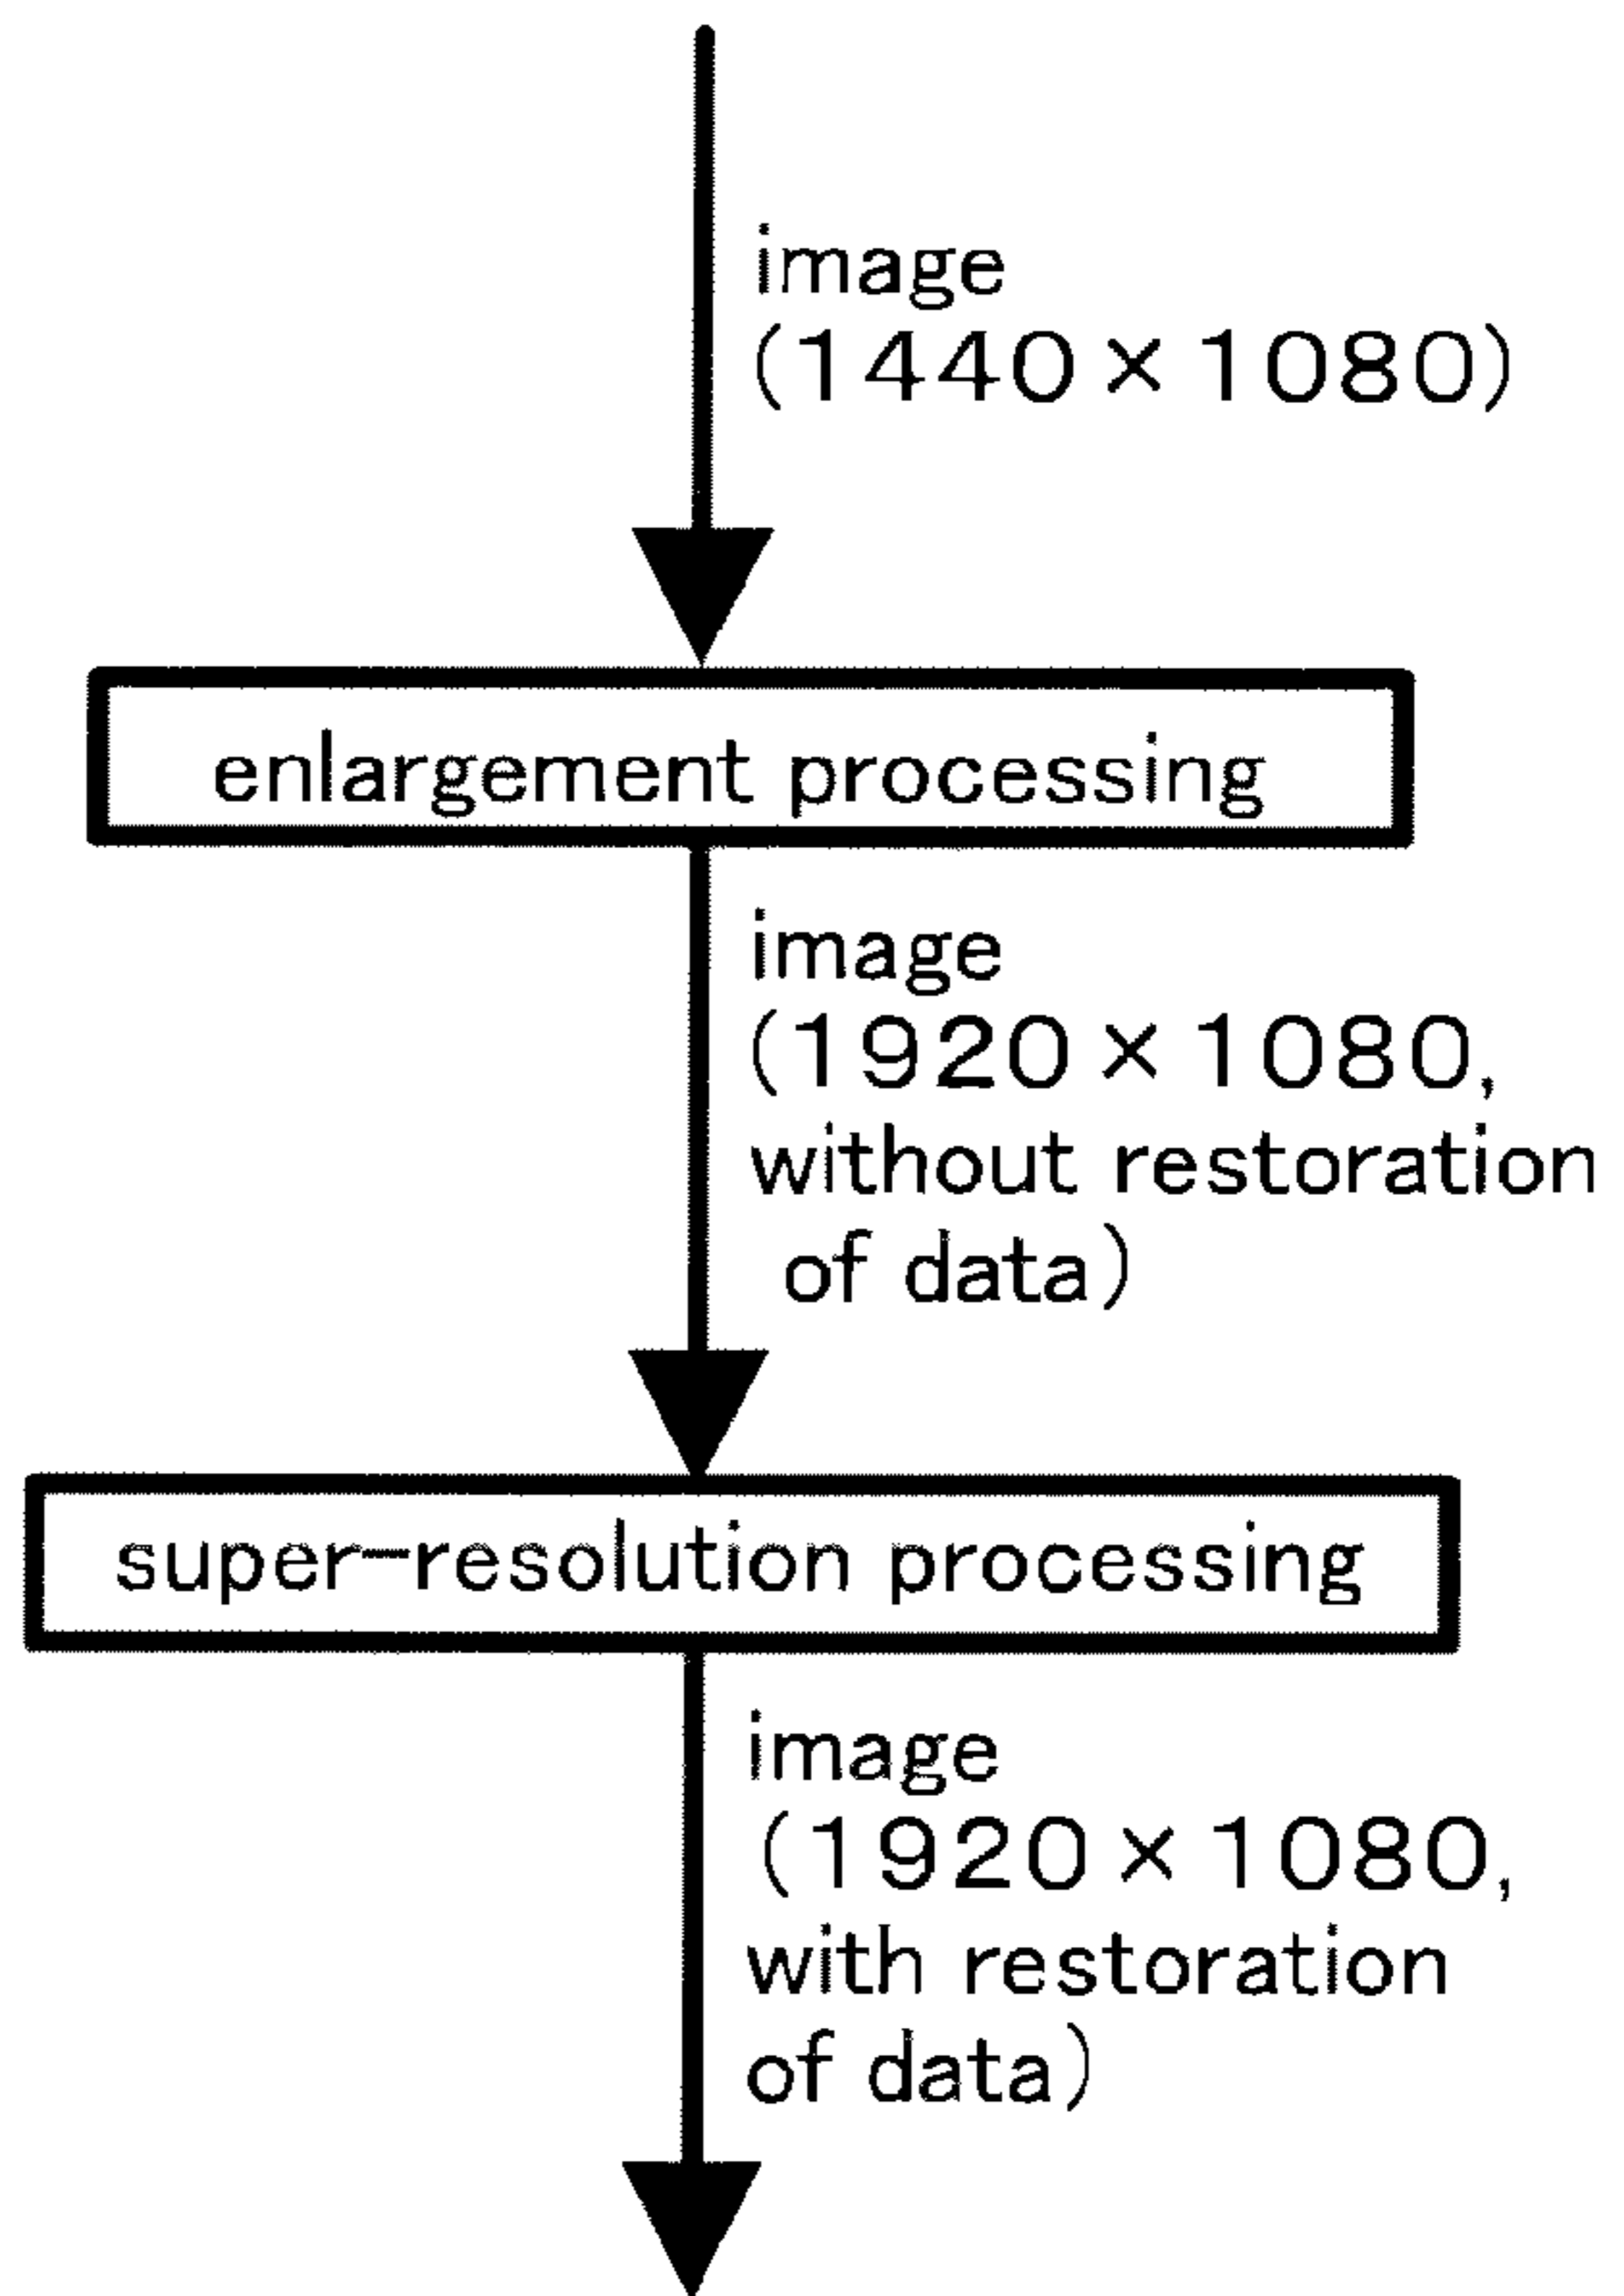 image
(1440×1080)
enlargement processing
image
(1920×1080,
without restoration
of data)
super-resolution processing
image
(1920×1080,
with restoration
of data)